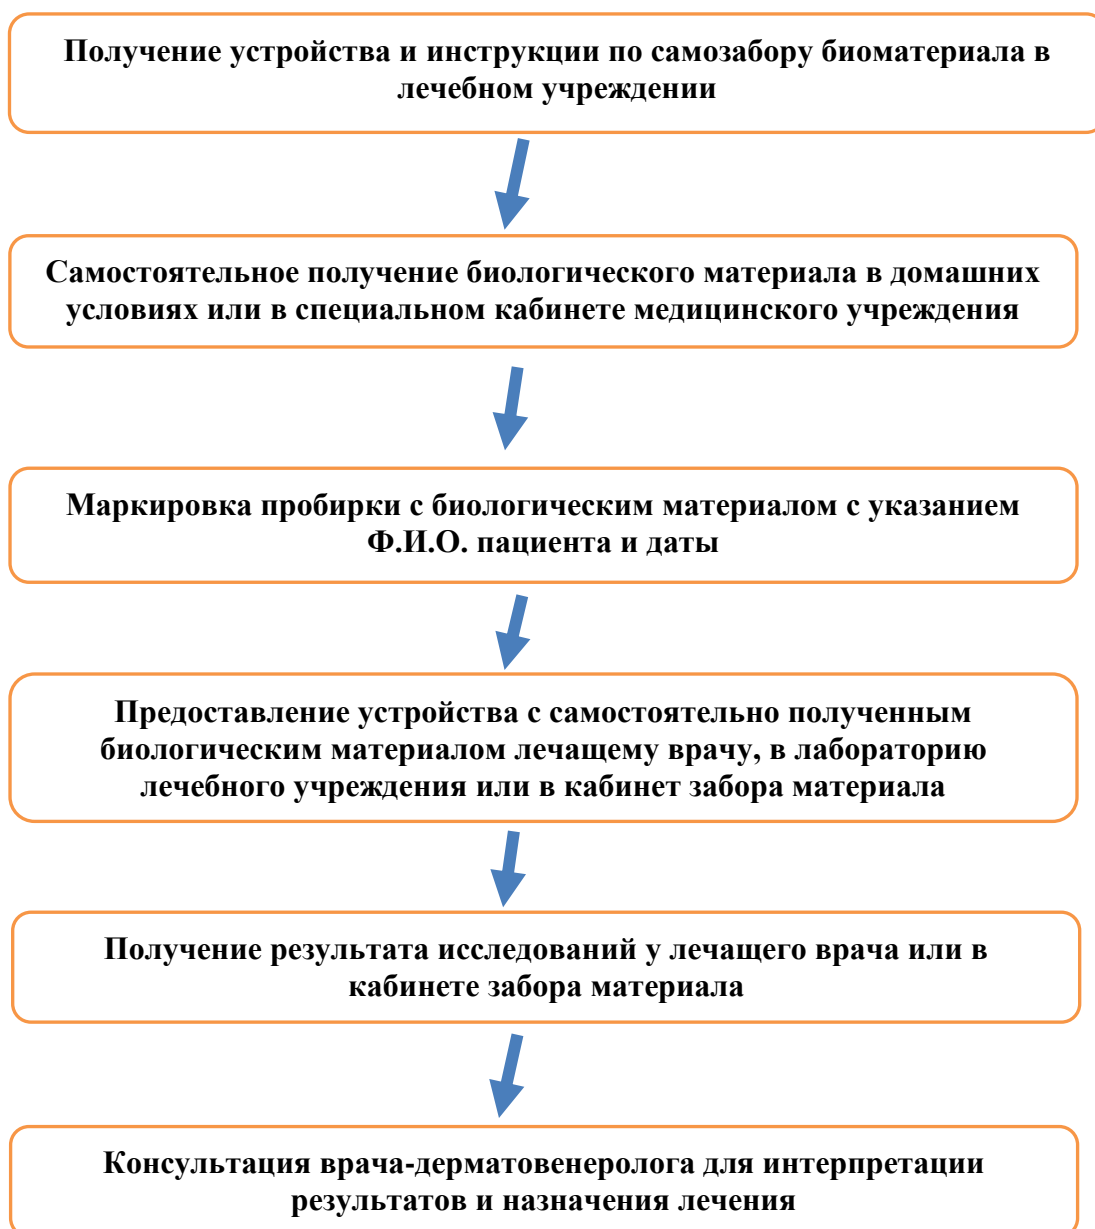 Получение устройства и инструкции по самозабору биоматериала в
лечебном учреждении
Самостоятельное получение биологического материала в домашних
условиях или в специальном кабинете медицинского учреждения
Маркировка пробирки с биологическим материалом с указанием
Ф.И.О. пациента и даты
Предоставление устройства с самостоятельно полученным
биологическим материалом лечащему врачу, в лабораторию
лечебного учреждения или в кабинет забора материала
Получение результата исследований у лечащего врача или в
кабинете забора материала
Консультация врача-дерматовенеролога для интерпретации
результатов и назначения лечения